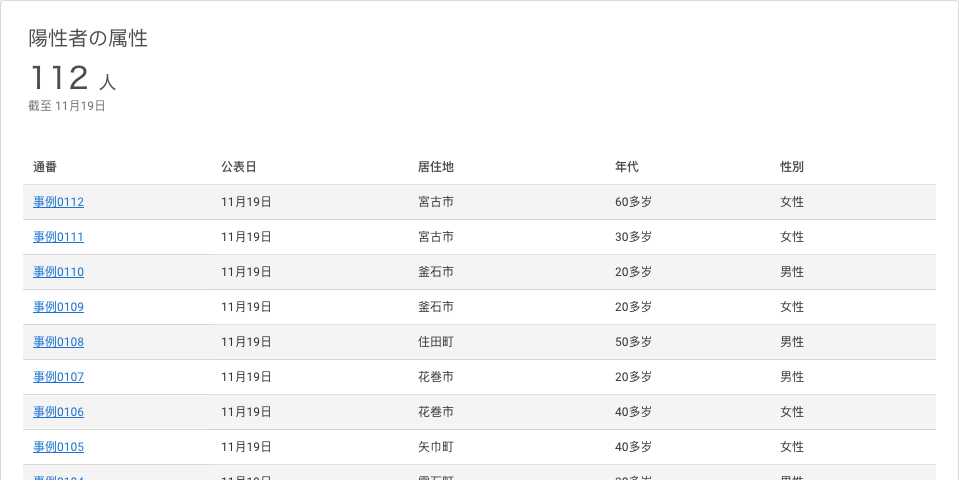 陽性者の属性
112 人
截至 11月19日
通番 公表日 居住地 年代 性別
事例0112 11月19日 宮古市 60多岁 女性
事例0111 11月19日 宮古市 30多岁 女性
事例0110 11月19日 釜石市 20多岁 男性
事例0109 11月19日 釜石市 20多岁 女性
事例0108 11月19日 住田町 50多岁 男性
事例0107 11月19日 花巻市 20多岁 男性
事例0106 11月19日 花巻市 40多岁 女性
事例0105 11月19日 矢巾町 40多岁 女性